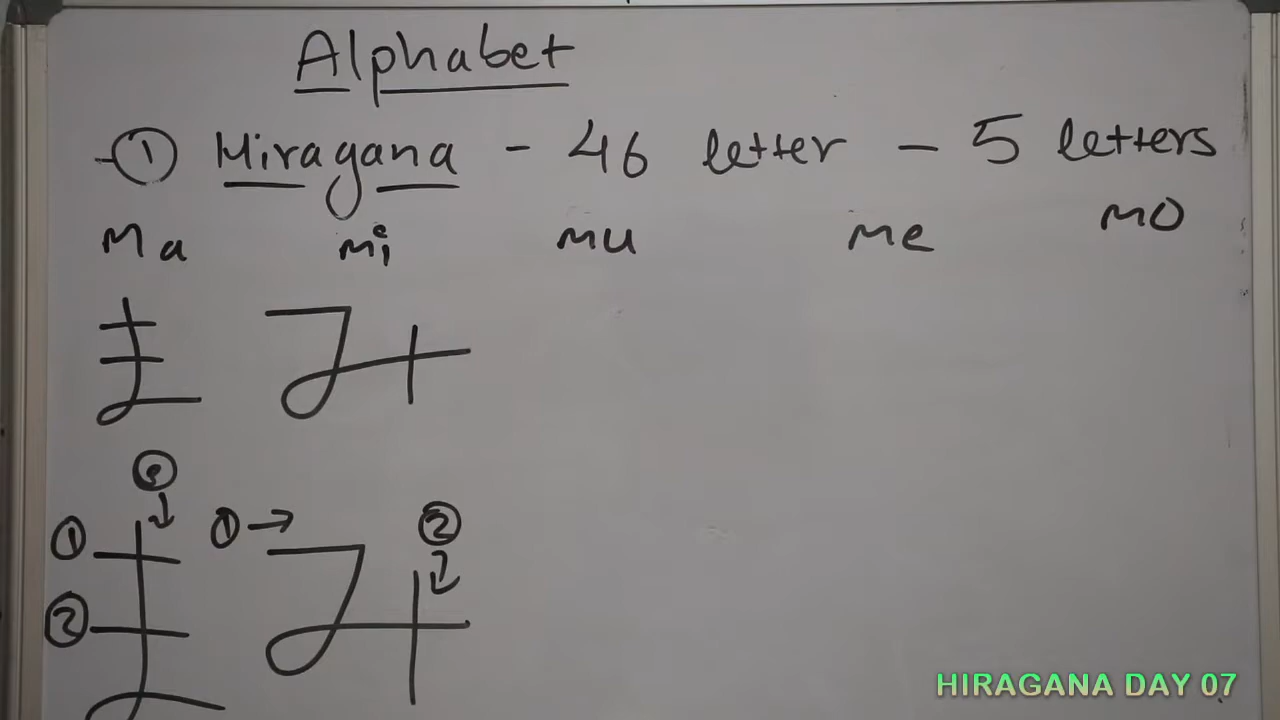 Alphabet
① Hiragana - 46 letter - 5 letters
Ma mi mu me mo
ま み
③
① ① → ②
②
ま み
HIRAGANA DAY 07